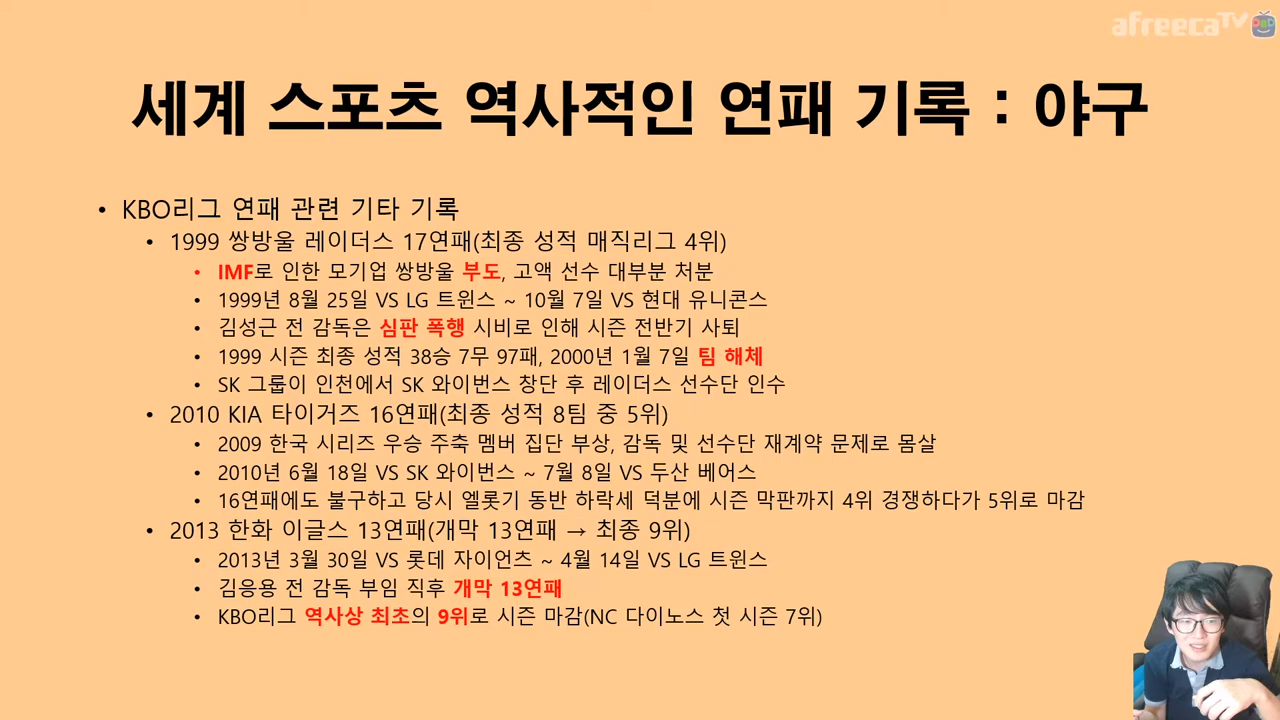 afreecaTV
세계 스포츠 역사적인 연패 기록 : 야구
• KBO리그 연패 관련 기타 기록
• 1999 쌍방울 레이더스 17연패(최종 성적 매직리그 4위)
• IMF로 인한 모기업 쌍방울 부도, 고액 선수 대부분 처분
• 1999년 8월 25일 VS LG 트윈스 ~ 10월 7일 VS 현대 유니콘스
• 김성근 전 감독은 심판 폭행 시비로 인해 시즌 전반기 사퇴
• 1999 시즌 최종 성적 38승 7무 97패, 2000년 1월 7일 팀 해체
• SK 그룹이 인천에서 SK 와이번스 창단 후 레이더스 선수단 인수
• 2010 KIA 타이거즈 16연패(최종 성적 8팀 중 5위)
• 2009 한국 시리즈 우승 주축 멤버 집단 부상, 감독 및 선수단 재계약 문제로 몸살
• 2010년 6월 18일 VS SK 와이번스 ~ 7월 8일 VS 두산 베어스
• 16연패에도 불구하고 당시 엘롯기 동반 하락세 덕분에 시즌 막판까지 4위 경쟁하다가 5위로 마감
• 2013 한화 이글스 13연패(개막 13연패 → 최종 9위)
• 2013년 3월 30일 VS 롯데 자이언츠 ~ 4월 14일 VS LG 트윈스
• 김응용 전 감독 부임 직후 개막 13연패
• KBO리그 역사상 최초의 9위로 시즌 마감(NC 다이노스 첫 시즌 7위)